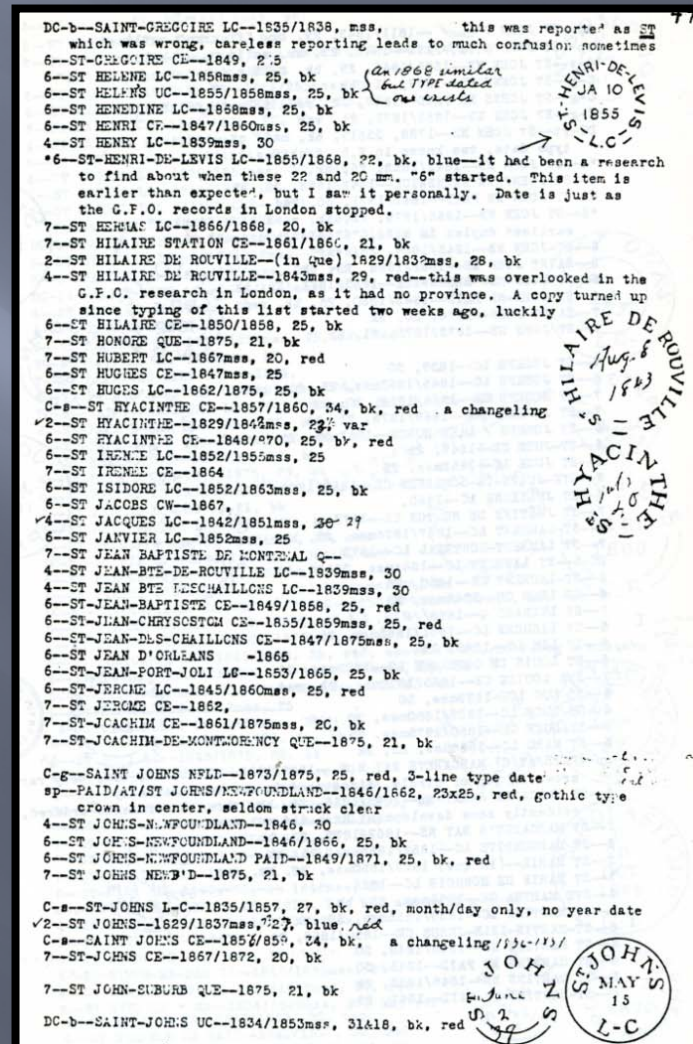 DC-b--SAINT-GREGOIRE LC--1835/1838, mss, this was reported as ST
which was wrong, careless reporting leads to much confusion sometimes
6--ST-GREGOIRE CE--1849, 25
6--ST HELENE LC--1858mss, 25, bk
6--ST HELEN'S UC--1855/1858mss, 25, bk
An 1868 similar
but TYPE dated
one exists
6--ST HENEDINE LC--1868mss, 25, bk
6--ST HENRI CE--1847/1860mss, 25, bk
4--ST HENRY LC--1839mss, 30
*6--ST-HENRI-DE-LEVIS LC--1855/1868, 22, bk, blue--it had been a research
to find about when these 22 and 20 mm. "6" started. This item is
earlier than expected, but I saw it personally. Date is just as
the G.P.O. records in London stopped.
ST-HENRI-DE-LEVIS
JA 10
1855
L-C
7--ST HERMAS LC--1866/1868, 20, bk
7--ST HILAIRE STATION CE--1861/1866, 21, bk
2--ST HILAIRE DE ROUVILLE--(in Que) 1829/1832mss, 28, bk
4--ST HILAIRE DE ROUVILLE--1843mss, 29, red--this was overlooked in the
G.P.O. research in London, as it had no province. A copy turned up
since typing of this list started two weeks ago, luckily
6--ST HILAIRE CE--1850/1858, 25, bk
7--ST HONORE QUE--1875, 21, bk
7--ST HUBERT LC--1867mss, 20, red
6--ST HUGHES CE--1847mss, 25
6--ST HUGES LC--1862/1875, 25, bk
ST HILAIRE DE ROUVILLE
Aug 8
1843
C-s--ST HYACINTHE CE--1857/1860, 34, bk, red a changeling
✓2--ST HYACINTHE--1829/1842mss, var
6--ST HYACINTHE CE--1848/1870, 25, bk, red
6--ST IRENEE LC--1852/1855mss, 25
7--ST IRENEE CE--1864
6--ST ISIDORE LC--1852/1863mss, 25, bk
6--ST JACOBS CW--1867,
✓4--ST JACQUES LC--1842/1851mss, 30 29
6--ST JANVIER LC--1852mss, 25
ST HYACINTHE
7--ST JEAN BAPTISTE DE MONTREAL Q--
4--ST JEAN-BTE-DE-ROUVILLE LC--1839mss, 30
4--ST JEAN BTE DESCHAILLONS LC--1839mss, 30
6--ST-JEAN-BAPTISTE CE--1849/1858, 25, red
6--ST-JEAN-CHRYSOSTOM CE--1855/1859mss, 25, red
6--ST-JEAN-DES-CHAILLONS CE--1847/1875mss, 25, bk
6--ST JEAN D'ORLEANS -1865
6--ST-JEAN-PORT-JOLI LC--1853/1865, 25, bk
6--ST-JEROME LC--1845/1860mss, 25, red
7--ST JEROME CE--1862,
7--ST-JOACHIM CE--1861/1875mss, 20, bk
7--ST-JOACHIM-DE-MONTMORENCY QUE--1875, 21, bk
C-g--SAINT JOHNS NFLD--1873/1875, 25, red, 3-line type date
sp--PAID/AT/ST JOHNS/NEWFOUNDLAND--1846/1862, 23x25, red, gothic type
crown in center, seldom struck clear
4--ST JOHNS-NEWFOUNDLAND--1846, 30
6--ST JOHNS-NEWFOUNDLAND--1846/1866, 25, bk
6--ST JOHNS-NEWFOUNDLAND PAID--1849/1871, 25, bk, red
7--ST JOHNS NEWB'D--1875, 21, bk
C-s--ST-JOHNS L-C--1835/1857, 27, bk, red, month/day only, no year date
✓2--ST JOHNS--1829/1837mss, 27, blue, red
C-s--SAINT JOHNS CE--1856/859, 34, bk, a changeling
7--ST-JOHNS CE--1867/1872, 20, bk
7--ST JOHN-SUBURB QUE--1875, 21, bk
DC-b--SAINT-JOHNS UC--1834/1853mss, 31&18, bk, red
ST JOHNS
June
2
ST JOHN'S
MAY
15
L-C